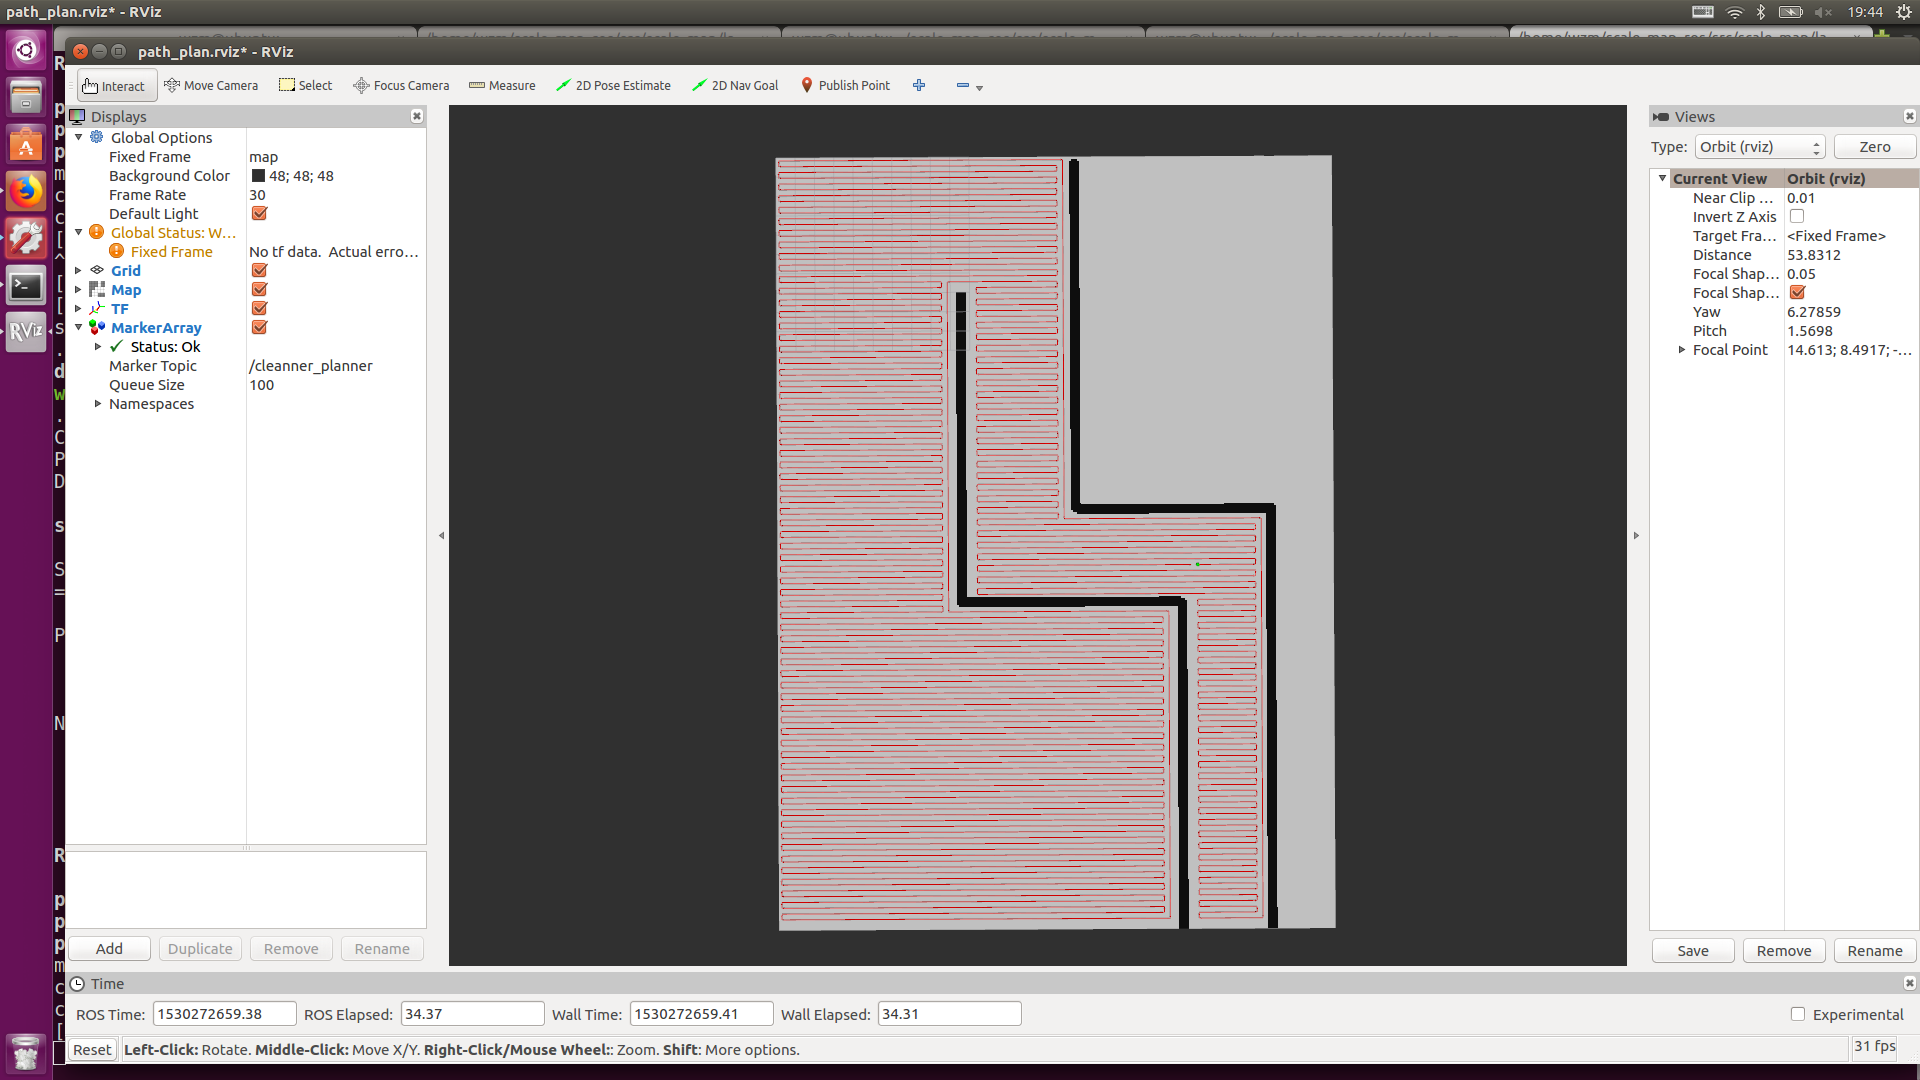 path_plan.rviz* - RViz
19:44
path_plan.rviz* - RViz
Interact
Move Camera
Select
Focus Camera
Measure
2D Pose Estimate
2D Nav Goal
Publish Point
Displays
Global Options
Fixed Frame map
Background Color 48; 48; 48
Frame Rate 30
Default Light
Global Status: W...
Fixed Frame No tf data. Actual erro...
Grid
Map
TF
MarkerArray
Status: Ok
Marker Topic /cleanner_planner
Queue Size 100
Namespaces
Add Duplicate Remove Rename
RViz
Views
Type: Orbit (rviz) Zero
Current View Orbit (rviz)
Near Clip ... 0.01
Invert Z Axis
Target Fra... <Fixed Frame>
Distance 53.8312
Focal Shap... 0.05
Focal Shap...
Yaw 6.27859
Pitch 1.5698
Focal Point 14.613; 8.4917; -...
Save Remove Rename
Time
ROS Time: 1530272659.38 ROS Elapsed: 34.37 Wall Time: 1530272659.41 Wall Elapsed: 34.31 Experimental
Reset Left-Click: Rotate. Middle-Click: Move X/Y. Right-Click/Mouse Wheel:: Zoom. Shift: More options. 31 fps